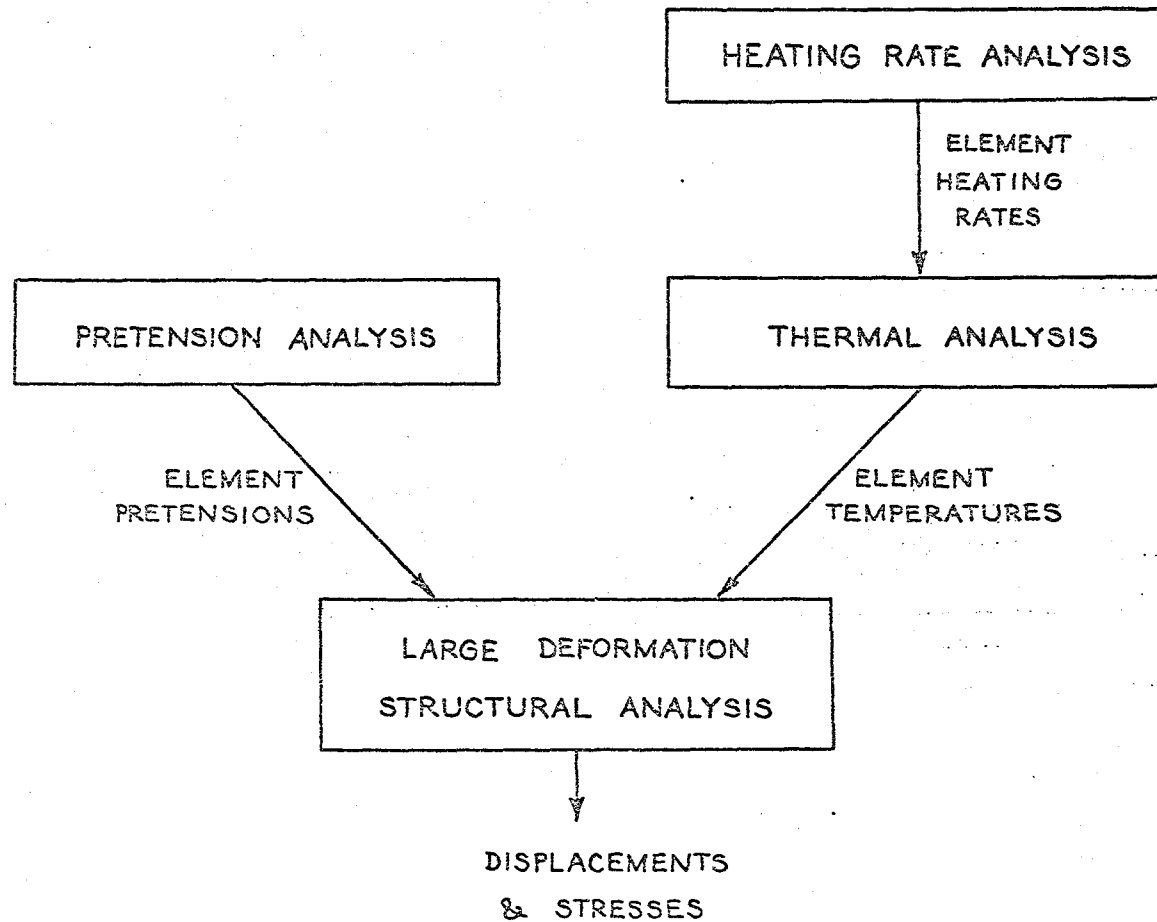 HEATING RATE ANALYSIS
ELEMENT
HEATING
RATES
PRETENSION ANALYSIS
THERMAL ANALYSIS
ELEMENT
PRETENSIONS
ELEMENT
TEMPERATURES
LARGE DEFORMATION
STRUCTURAL ANALYSIS
DISPLACEMENTS
& STRESSES